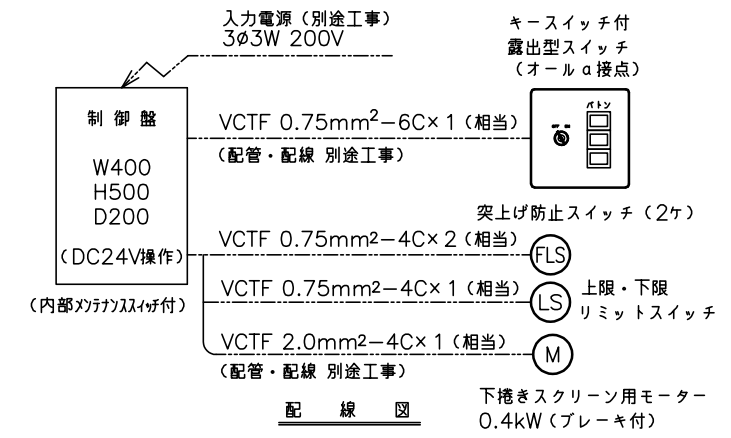 入力電源（別途工事）
3ø3W 200V
キースイッチ付
露出型スイッチ
（オールa接点）
制御盤
W400
H500
D200
（DC24V操作）
（内部メンテナンススイッチ付）
VCTF 0.75mm²−6C×1（相当）
（配管・配線 別途工事）
バトン
OFF ON
突上げ防止スイッチ（2ケ）
VCTF 0.75mm²−4C×2（相当）
FLS
VCTF 0.75mm²−4C×1（相当）
LS
上限・下限
リミットスイッチ
VCTF 2.0mm²−4C×1（相当）
M
（配管・配線 別途工事）
下捲きスクリーン用モーター
0.4kW（ブレーキ付）
配線図